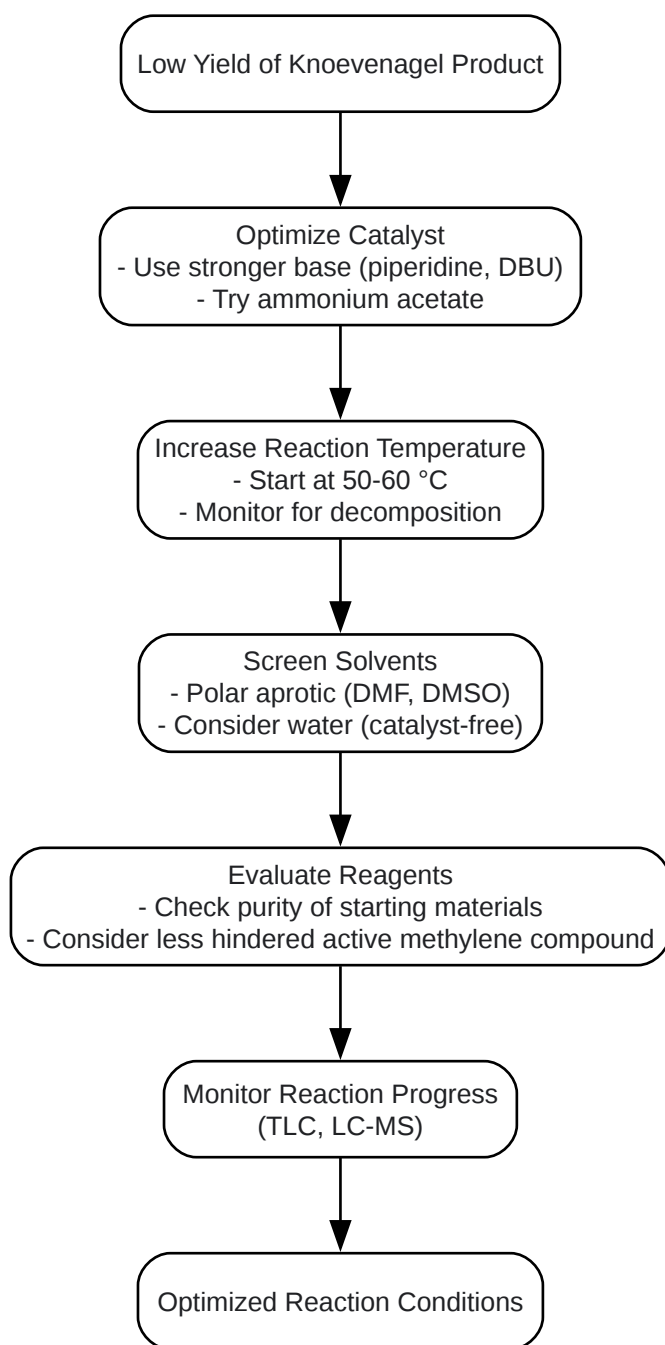 Low Yield of Knoevenagel Product
Optimize Catalyst
- Use stronger base (piperidine, DBU)
- Try ammonium acetate
Increase Reaction Temperature
- Start at 50-60 °C
- Monitor for decomposition
Screen Solvents
- Polar aprotic (DMF, DMSO)
- Consider water (catalyst-free)
Evaluate Reagents
- Check purity of starting materials
- Consider less hindered active methylene compound
Monitor Reaction Progress
(TLC, LC-MS)
Optimized Reaction Conditions